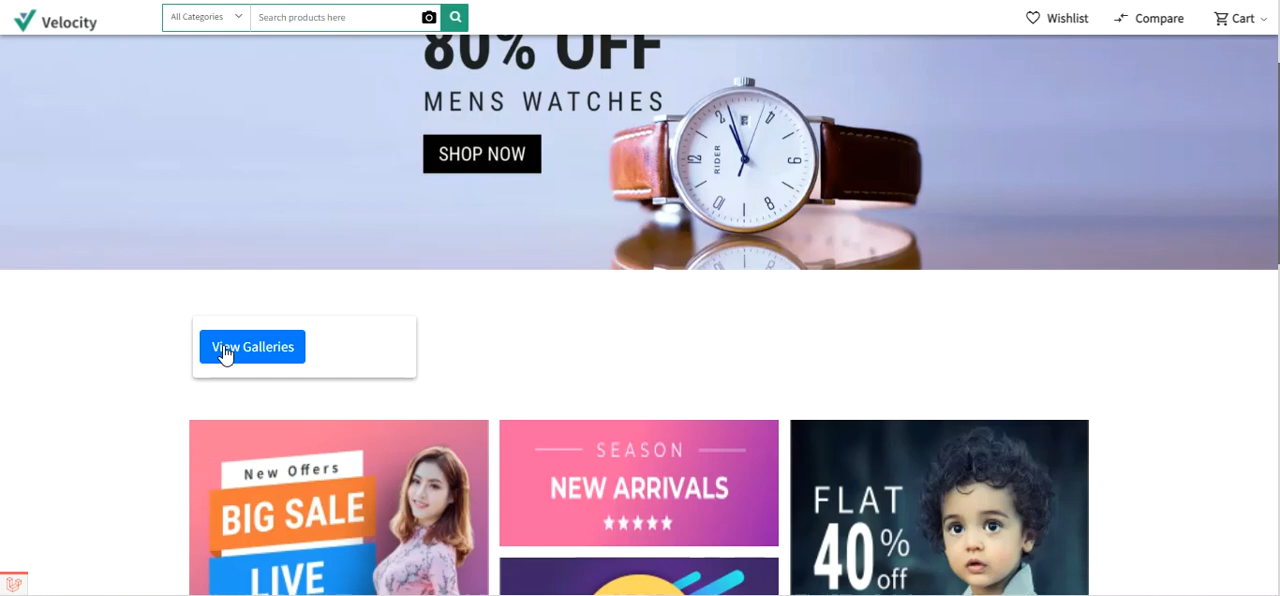 Velocity
All Categories
Search products here
Wishlist
Compare
Cart
80% OFF
MENS WATCHES
SHOP NOW
RIDER
View Galleries
New Offers
BIG SALE
LIVE
SEASON
NEW ARRIVALS
FLAT
40%
off